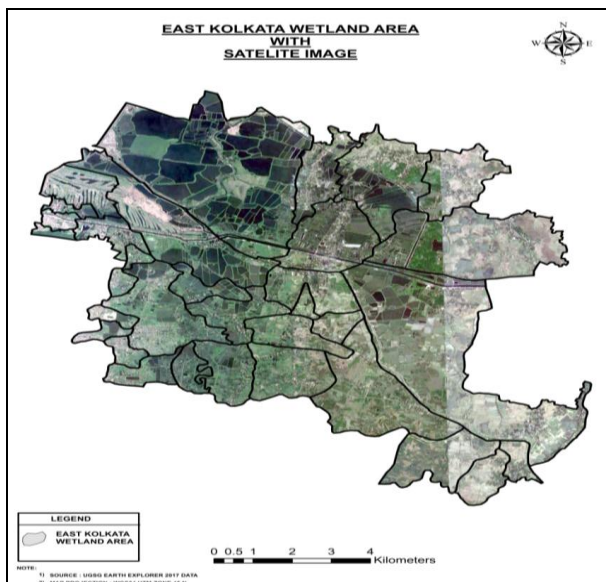 EAST KOLKATA WETLAND AREA
WITH
SATELITE IMAGE
N
W E
S
LEGEND
EAST KOLKATA
WETLAND AREA
0 0.5 1 2 3 4
Kilometers
NOTE:
1) SOURCE : UGSG EARTH EXPLORER 2017 DATA